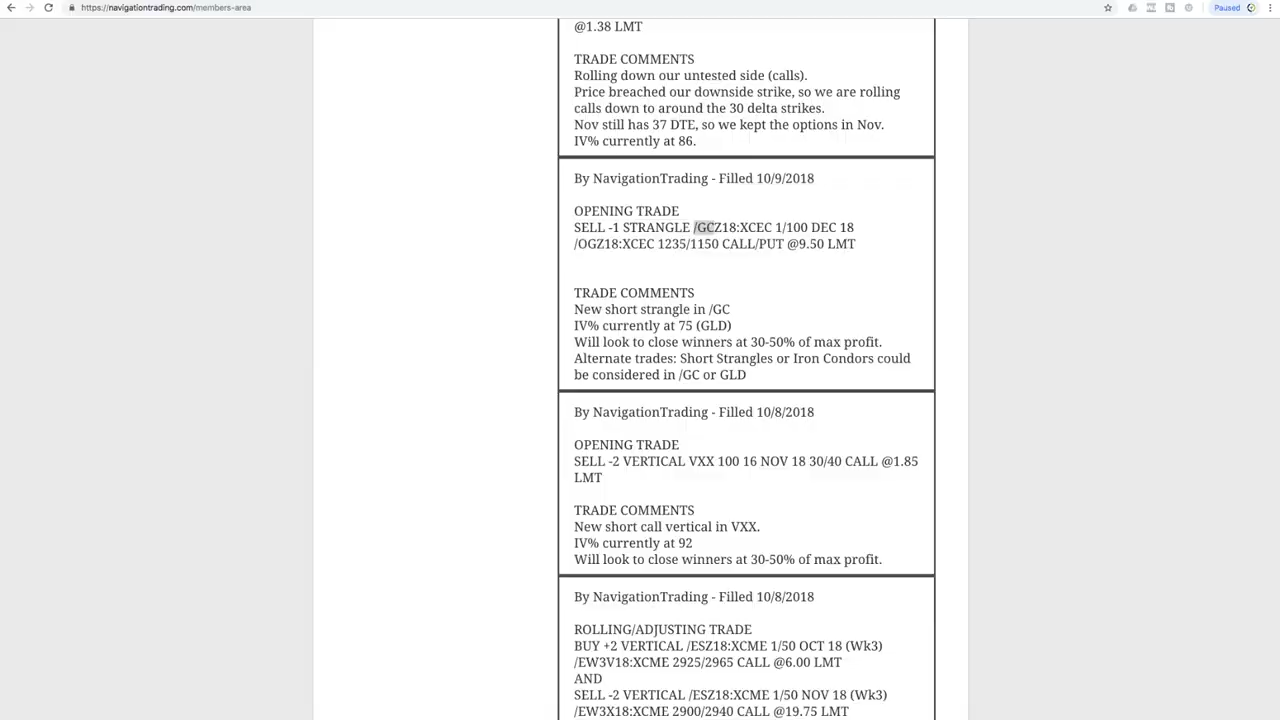 https://navigationtrading.com/members-area
Paused
@1.38 LMT
TRADE COMMENTS
Rolling down our untested side (calls).
Price breached our downside strike, so we are rolling
calls down to around the 30 delta strikes.
Nov still has 37 DTE, so we kept the options in Nov.
IV% currently at 86.
By NavigationTrading - Filled 10/9/2018
OPENING TRADE
SELL -1 STRANGLE /GCZ18:XCEC 1/100 DEC 18
/OGZ18:XCEC 1235/1150 CALL/PUT @9.50 LMT
TRADE COMMENTS
New short strangle in /GC
IV% currently at 75 (GLD)
Will look to close winners at 30-50% of max profit.
Alternate trades: Short Strangles or Iron Condors could
be considered in /GC or GLD
By NavigationTrading - Filled 10/8/2018
OPENING TRADE
SELL -2 VERTICAL VXX 100 16 NOV 18 30/40 CALL @1.85
LMT
TRADE COMMENTS
New short call vertical in VXX.
IV% currently at 92
Will look to close winners at 30-50% of max profit.
By NavigationTrading - Filled 10/8/2018
ROLLING/ADJUSTING TRADE
BUY +2 VERTICAL /ESZ18:XCME 1/50 OCT 18 (Wk3)
/EW3V18:XCME 2925/2965 CALL @6.00 LMT
AND
SELL -2 VERTICAL /ESZ18:XCME 1/50 NOV 18 (Wk3)
/EW3X18:XCME 2900/2940 CALL @19.75 LMT